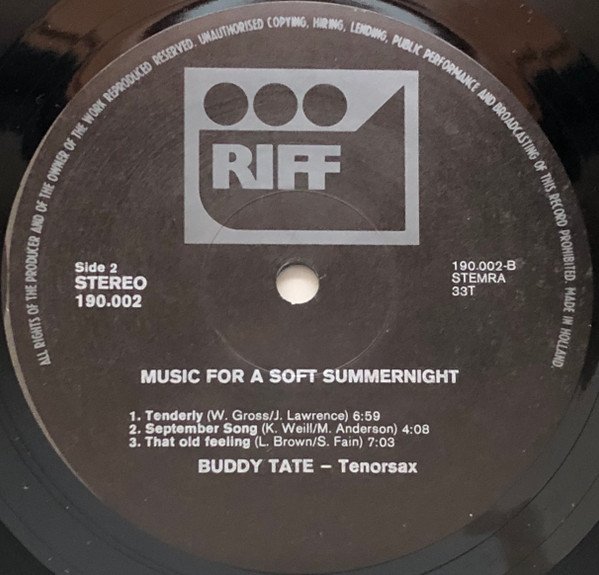 ALL RIGHTS OF THE PRODUCER AND OF THE OWNER OF THE WORK REPRODUCED RESERVED. UNAUTHORISED COPYING, HIRING, LENDING, PUBLIC PERFORMANCE AND BROADCASTING OF THIS RECORD PROHIBITED. MADE IN HOLLAND.
RIFF
Side 2
STEREO
190.002
190.002-B
STEMRA
33T
MUSIC FOR A SOFT SUMMERNIGHT
1. Tenderly (W. Gross/J. Lawrence) 6:59
2. September Song (K. Weill/M. Anderson) 4:08
3. That old feeling (L. Brown/S. Fain) 7:03
BUDDY TATE – Tenorsax